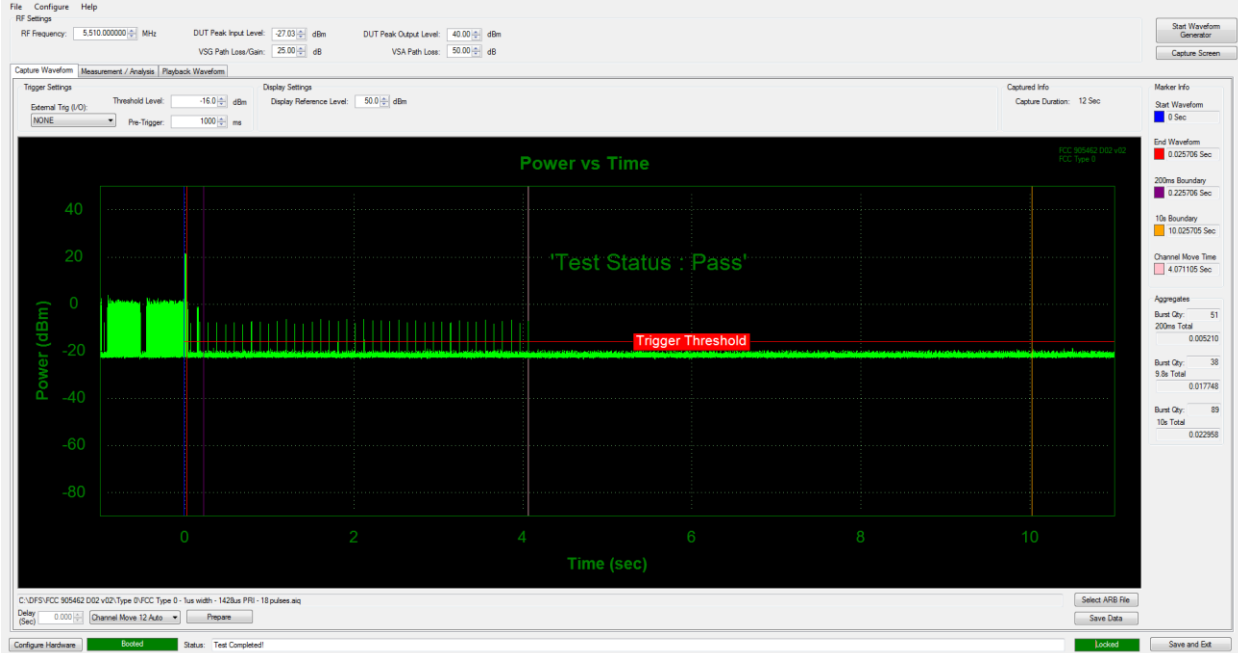 File Configure Help
RF Settings
RF Frequency: 5,510.000000 MHz DUT Peak Input Level: -27.03 dBm DUT Peak Output Level: 40.00 dBm
VSG Path Loss/Gain: 25.00 dB VSA Path Loss: 50.00 dB
Start Waveform
Generator
Capture Screen
Capture Waveform Measurement / Analysis Playback Waveform
Trigger Settings
External Trig (I/O):
NONE
Threshold Level: -16.0 dBm
Pre-Trigger: 1000 ms
Display Settings
Display Reference Level: 50.0 dBm
Captured Info
Capture Duration: 12 Sec
Power vs Time
FCC 905462 D02 v02
FCC Type 0
'Test Status : Pass'
Trigger Threshold
Power (dBm)
40
20
0
-20
-40
-60
-80
0 2 4 6 8 10
Time (sec)
Marker Info
Start Waveform
0 Sec
End Waveform
0.025706 Sec
200ms Boundary
0.225706 Sec
10s Boundary
10.025705 Sec
Channel Move Time
4.071105 Sec
Aggregates
Burst Qty: 51
200ms Total
0.005210
Burst Qty: 38
9.8s Total
0.017748
Burst Qty: 89
10s Total
0.022958
C:\DFS\FCC 905462 D02 v02\Type 0\FCC Type 0 - 1us width - 1428us PRI - 18 pulses.aiq
Select ARB File
Delay
(Sec) 0.000 Channel Move 12 Auto Prepare
Save Data
Configure Hardware Booted Status: Test Completed! Locked Save and Exit